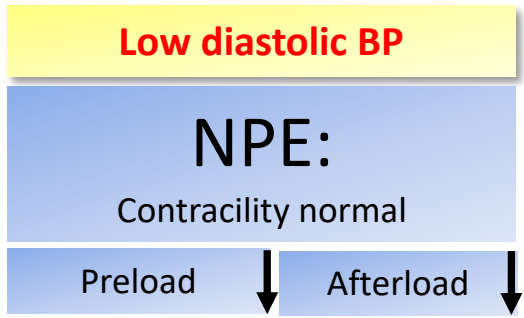 Low diastolic BP
NPE:
Contracility normal
Preload
Afterload